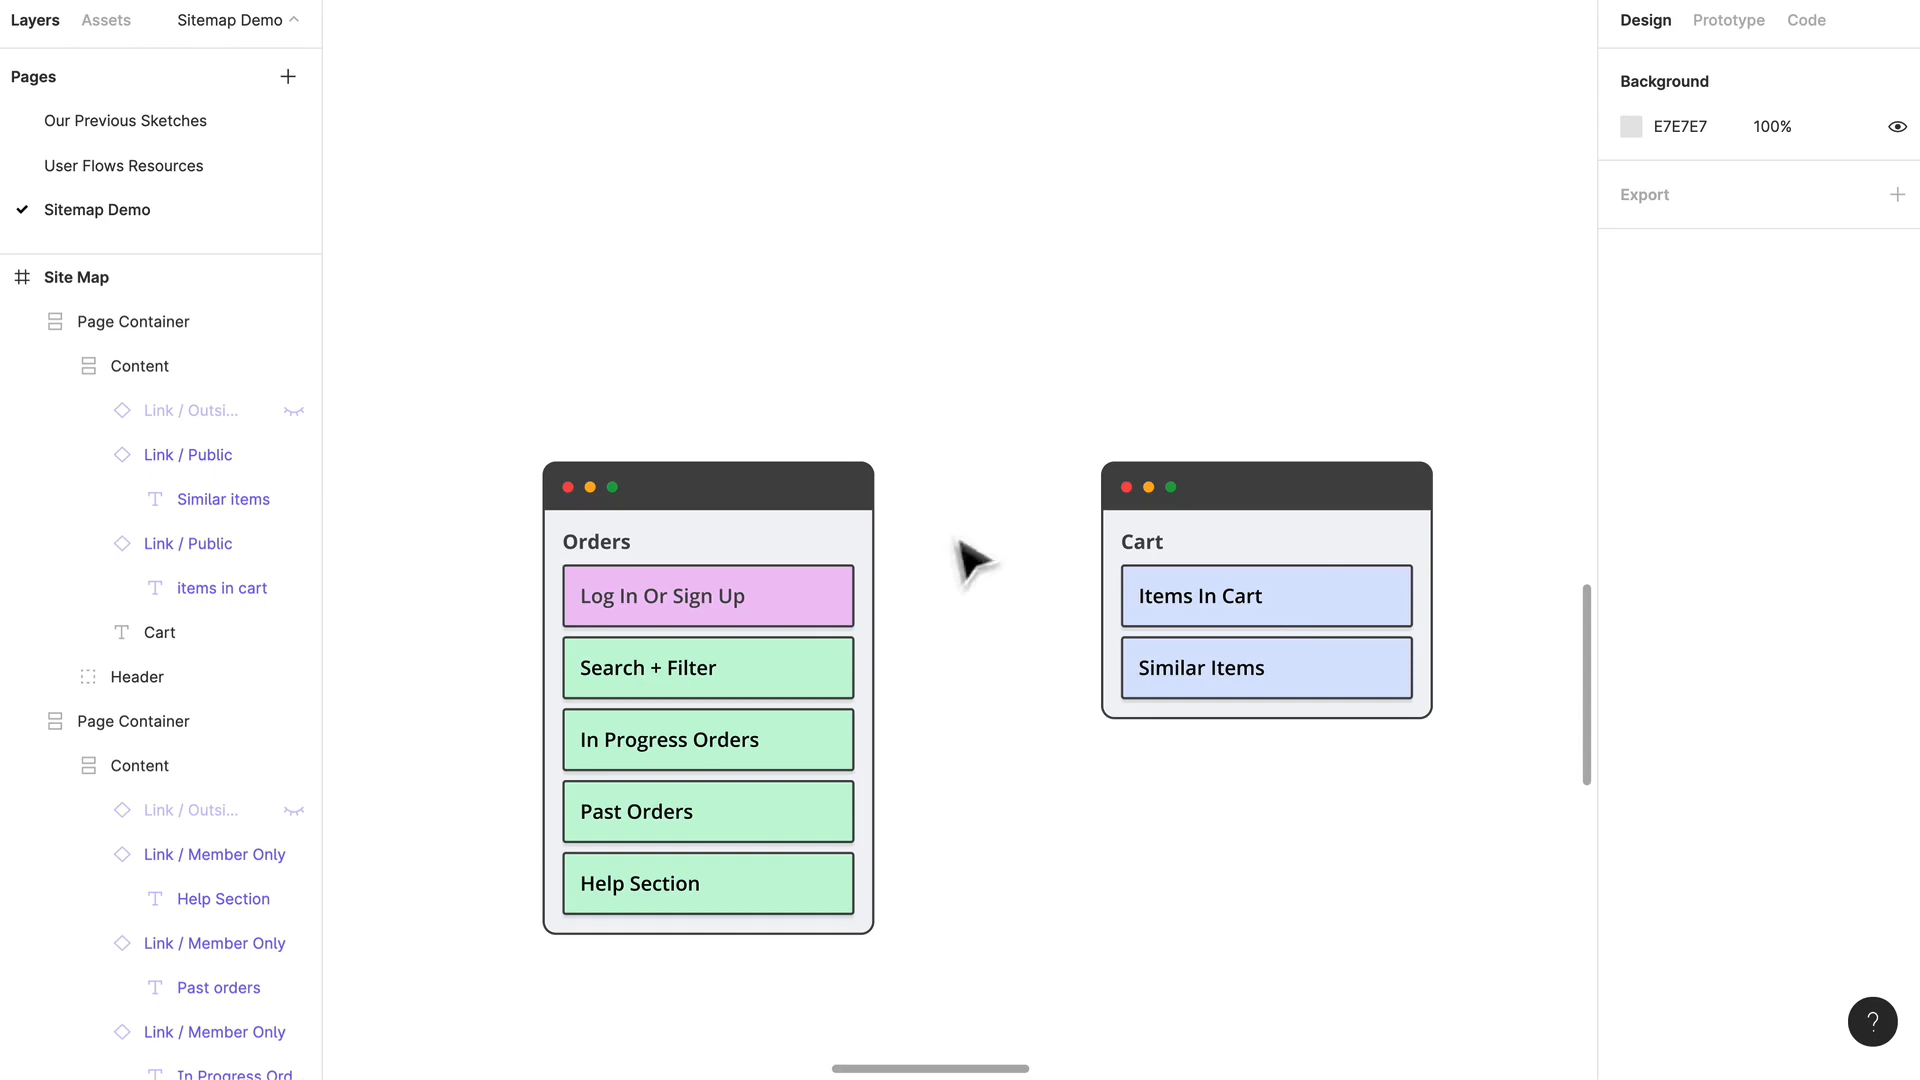 Layers Assets Sitemap Demo
Pages
Our Previous Sketches
User Flows Resources
Sitemap Demo
Site Map
Page Container
Content
Link / Outsi...
Link / Public
Similar items
Link / Public
items in cart
Cart
Header
Page Container
Content
Link / Outsi...
Link / Member Only
Help Section
Link / Member Only
Past orders
Link / Member Only
In Progress Ord
Orders
Log In Or Sign Up
Search + Filter
In Progress Orders
Past Orders
Help Section
Cart
Items In Cart
Similar Items
Design Prototype Code
Background
E7E7E7 100%
Export
?